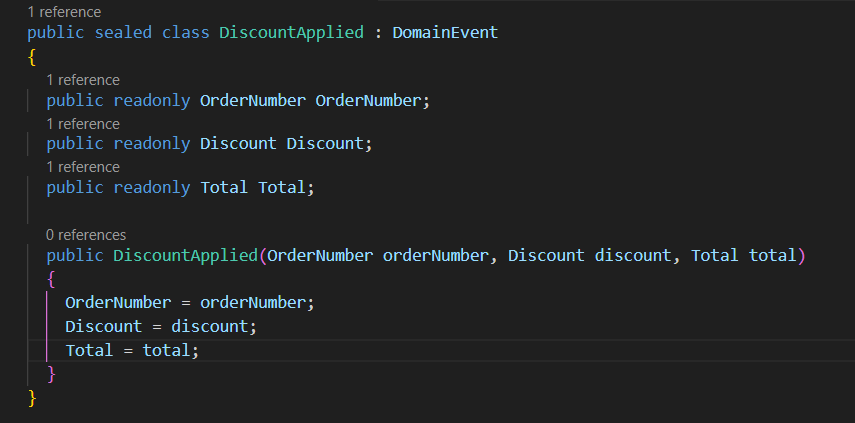 1 reference
public sealed class DiscountApplied : DomainEvent
{
1 reference
public readonly OrderNumber OrderNumber;
1 reference
public readonly Discount Discount;
1 reference
public readonly Total Total;
0 references
public DiscountApplied(OrderNumber orderNumber, Discount discount, Total total)
{
OrderNumber = orderNumber;
Discount = discount;
Total = total;
}
}